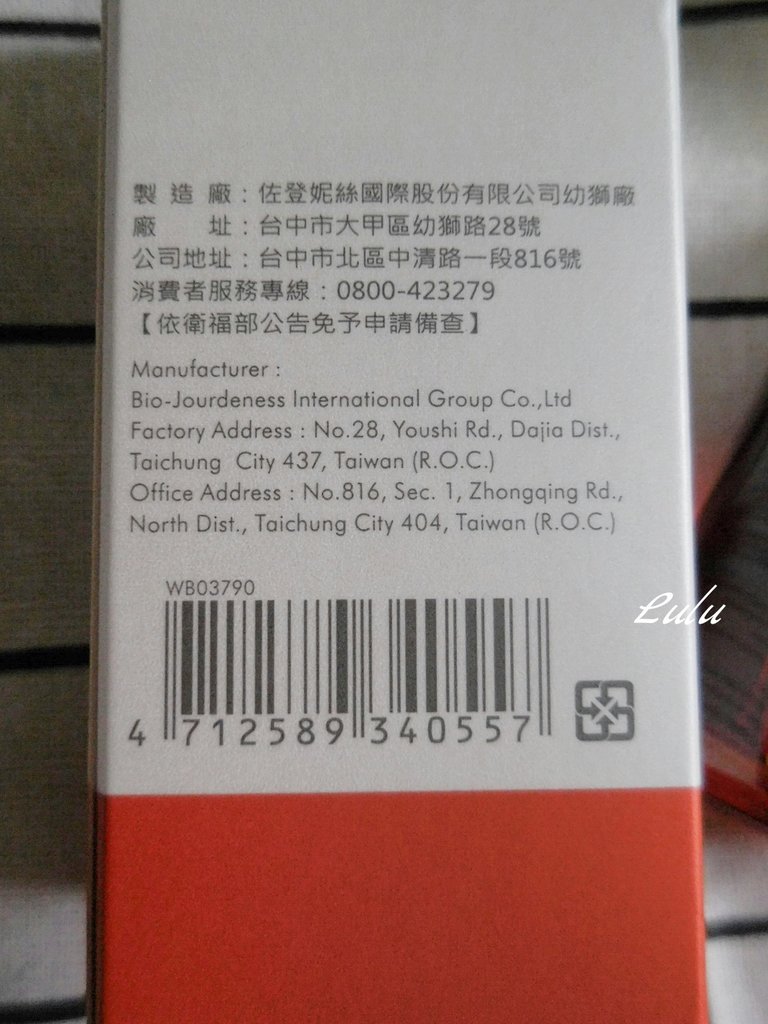 製造廠：佐登妮絲國際股份有限公司幼獅廠
廠　　址：台中市大甲區幼獅路28號
公司地址：台中市北區中清路一段816號
消費者服務專線：0800-423279
【依衛福部公告免予申請備查】
Manufacturer :
Bio-Jourdeness International Group Co.,Ltd
Factory Address : No.28, Youshi Rd., Dajia Dist.,
Taichung City 437, Taiwan (R.O.C.)
Office Address : No.816, Sec. 1, Zhongqing Rd.,
North Dist., Taichung City 404, Taiwan (R.O.C.)
WB03790
Lulu
4 712589 340557